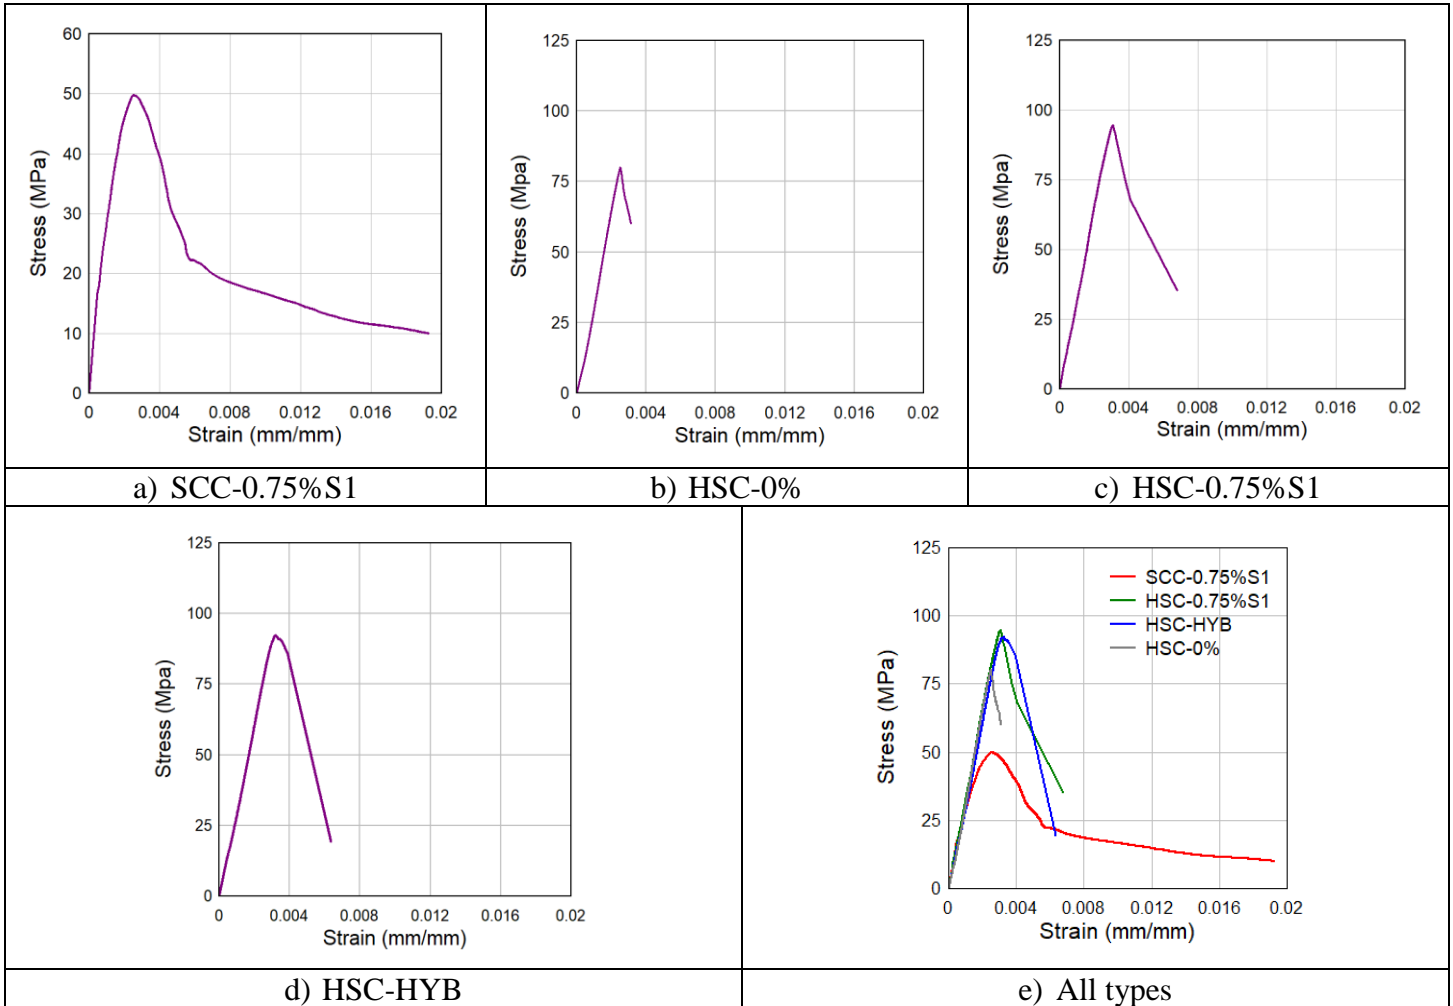 60
50
40
30
20
10
0
Stress (MPa)
0 0.004 0.008 0.012 0.016 0.02
Strain (mm/mm)
125
100
75
50
25
0
Stress (Mpa)
0 0.004 0.008 0.012 0.016 0.02
Strain (mm/mm)
125
100
75
50
25
0
Stress (Mpa)
0 0.004 0.008 0.012 0.016 0.02
Strain (mm/mm)
a) SCC-0.75%S1
b) HSC-0%
c) HSC-0.75%S1
125
100
75
50
25
0
Stress (Mpa)
0 0.004 0.008 0.012 0.016 0.02
Strain (mm/mm)
125
100
75
50
25
0
Stress (MPa)
SCC-0.75%S1
HSC-0.75%S1
HSC-HYB
HSC-0%
0 0.004 0.008 0.012 0.016 0.02
Strain (mm/mm)
d) HSC-HYB
e) All types